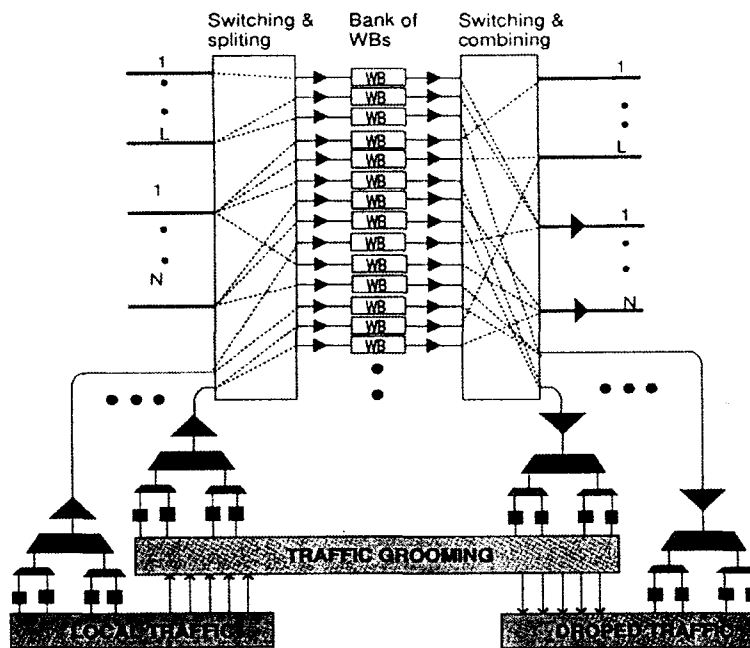 Switching &
spliting
Bank of
WBs
Switching &
combining
1
L
1
N
WB
WB
WB
WB
WB
WB
WB
WB
WB
WB
WB
WB
WB
WB
1
L
1
N
TRAFFIC GROOMING
LOCAL TRAFFIC
DROPED TRAFFIC